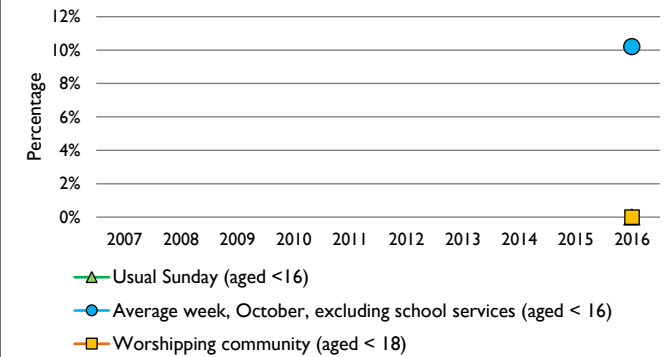 12%
10%
8%
6%
4%
2%
0%
Percentage
2007 2008 2009 2010 2011 2012 2013 2014 2015 2016
Usual Sunday (aged <16)
Average week, October, excluding school services (aged < 16)
Worshipping community (aged < 18)